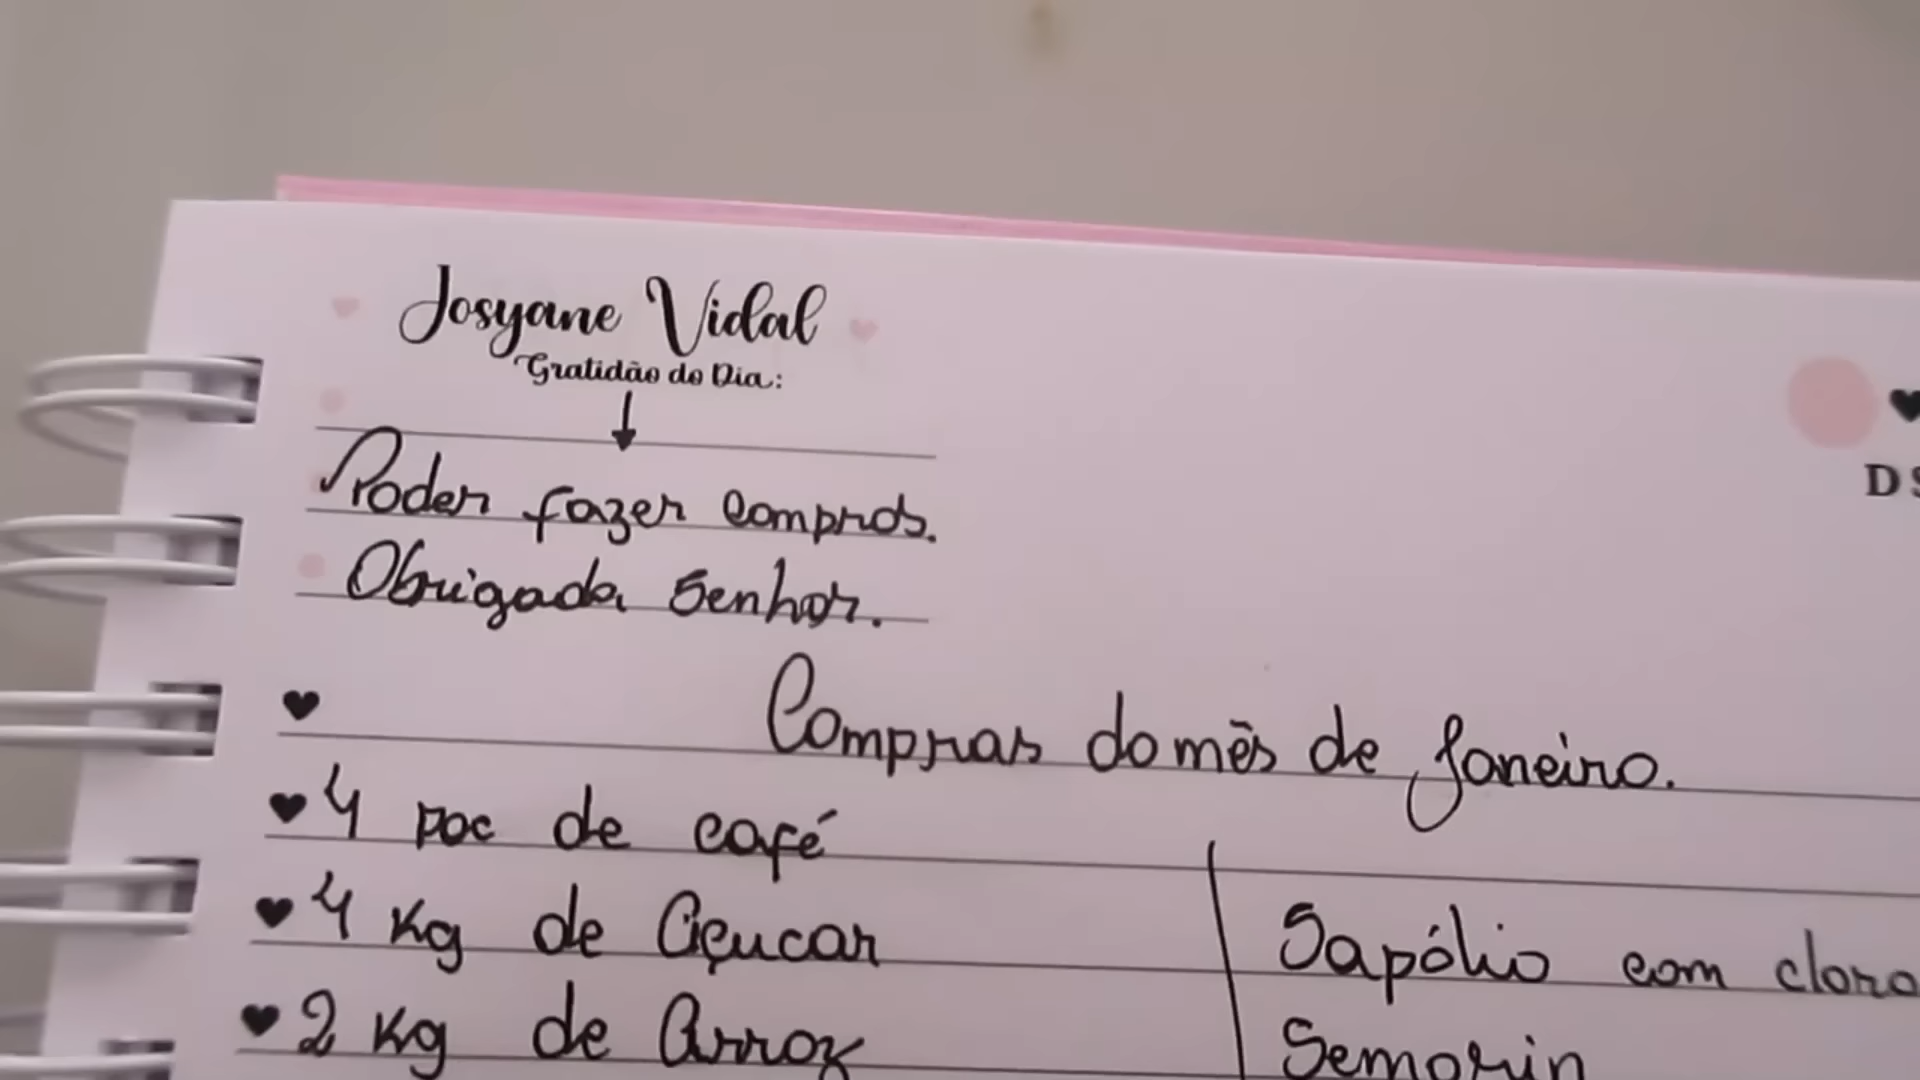 Josyane Vidal
Gratidão do Dia:
Poder fazer compras.
Obrigada Senhor.
Compras do mês de Janeiro.
4 pac de café
4 Kg de Açucar
2 Kg de Arroz
Sapólio com cloro
Semorin
D S